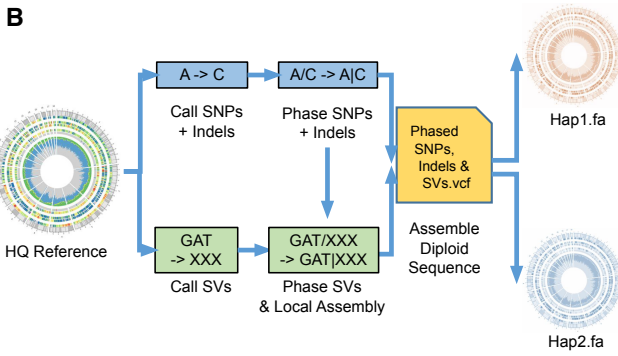 B
A -> C
Call SNPs
+ Indels
A/C -> A|C
Phase SNPs
+ Indels
HQ Reference
GAT
-> XXX
Call SVs
GAT/XXX
-> GAT|XXX
Phase SVs
& Local Assembly
Phased
SNPs,
Indels &
SVs.vcf
Assemble
Diploid
Sequence
Hap1.fa
Hap2.fa